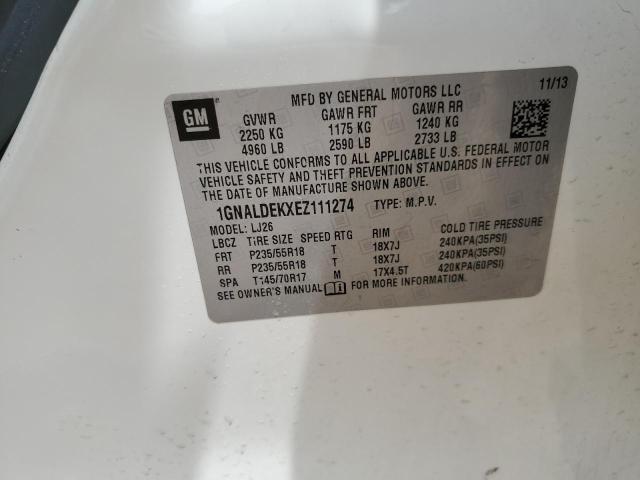 GM
MFD BY GENERAL MOTORS LLC 11/13
GVWR GAWR FRT GAWR RR
2250 KG 1175 KG 1240 KG
4960 LB 2590 LB 2733 LB
THIS VEHICLE CONFORMS TO ALL APPLICABLE U.S. FEDERAL MOTOR
VEHICLE SAFETY AND THEFT PREVENTION STANDARDS IN EFFECT ON
THE DATE OF MANUFACTURE SHOWN ABOVE.
1GNALDEKXEZ111274 TYPE: M.P.V.
MODEL: LJ26
LBCZ TIRE SIZE SPEED RTG RIM COLD TIRE PRESSURE
FRT P235/55R18 T 18X7J 240KPA(35PSI)
RR P235/55R18 T 18X7J 240KPA(35PSI)
SPA T145/70R17 M 17X4.5T 420KPA(60PSI)
SEE OWNER'S MANUAL FOR MORE INFORMATION.